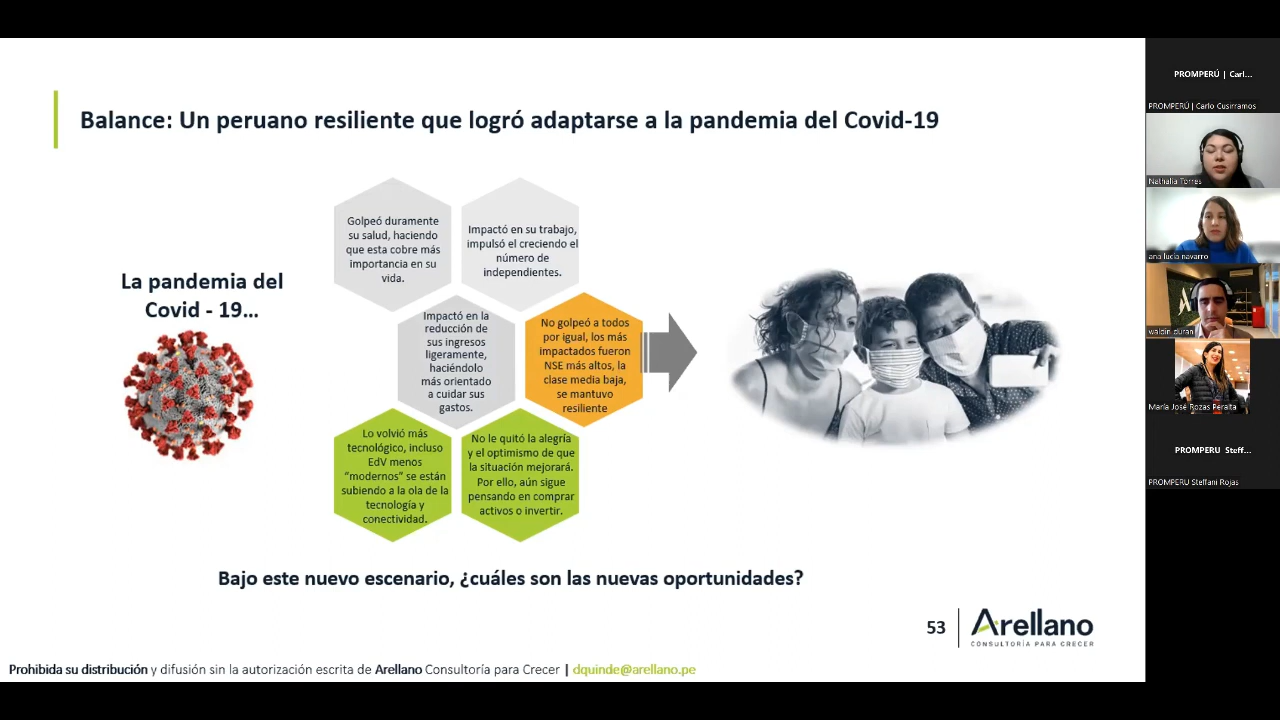 Balance: Un peruano resiliente que logró adaptarse a la pandemia del Covid-19
La pandemia del
Covid - 19...
Golpeó duramente
su salud, haciendo
que esta cobre más
importancia en su
vida.
Impactó en su trabajo,
impulsó el creciendo el
número de
independientes.
Impactó en la
reducción de
sus ingresos
ligeramente,
haciéndolo
más orientado
a cuidar sus
gastos.
No golpeó a todos
por igual, los más
impactados fueron
NSE más altos, la
clase media baja,
se mantuvo
resiliente
Lo volvió más
tecnológico, incluso
EdV menos
“modernos” se están
subiendo a la ola de la
tecnología y
conectividad.
No le quitó la alegría
y el optimismo de que
la situación mejorará.
Por ello, aún sigue
pensando en comprar
activos o invertir.
Bajo este nuevo escenario, ¿cuáles son las nuevas oportunidades?
53
Arellano
CONSULTORÍA PARA CRECER
Prohibida su distribución y difusión sin la autorización escrita de Arellano Consultoría para Crecer | dquinde@arellano.pe
PROMPERÚ | Carl...
PROMPERÚ | Carlo Cusirramos
Nathalia Torres
ana lucía navarro
waldin duran
María José Rozas Peralta
PROMPERU Steff...
PROMPERU Steffani Rojas